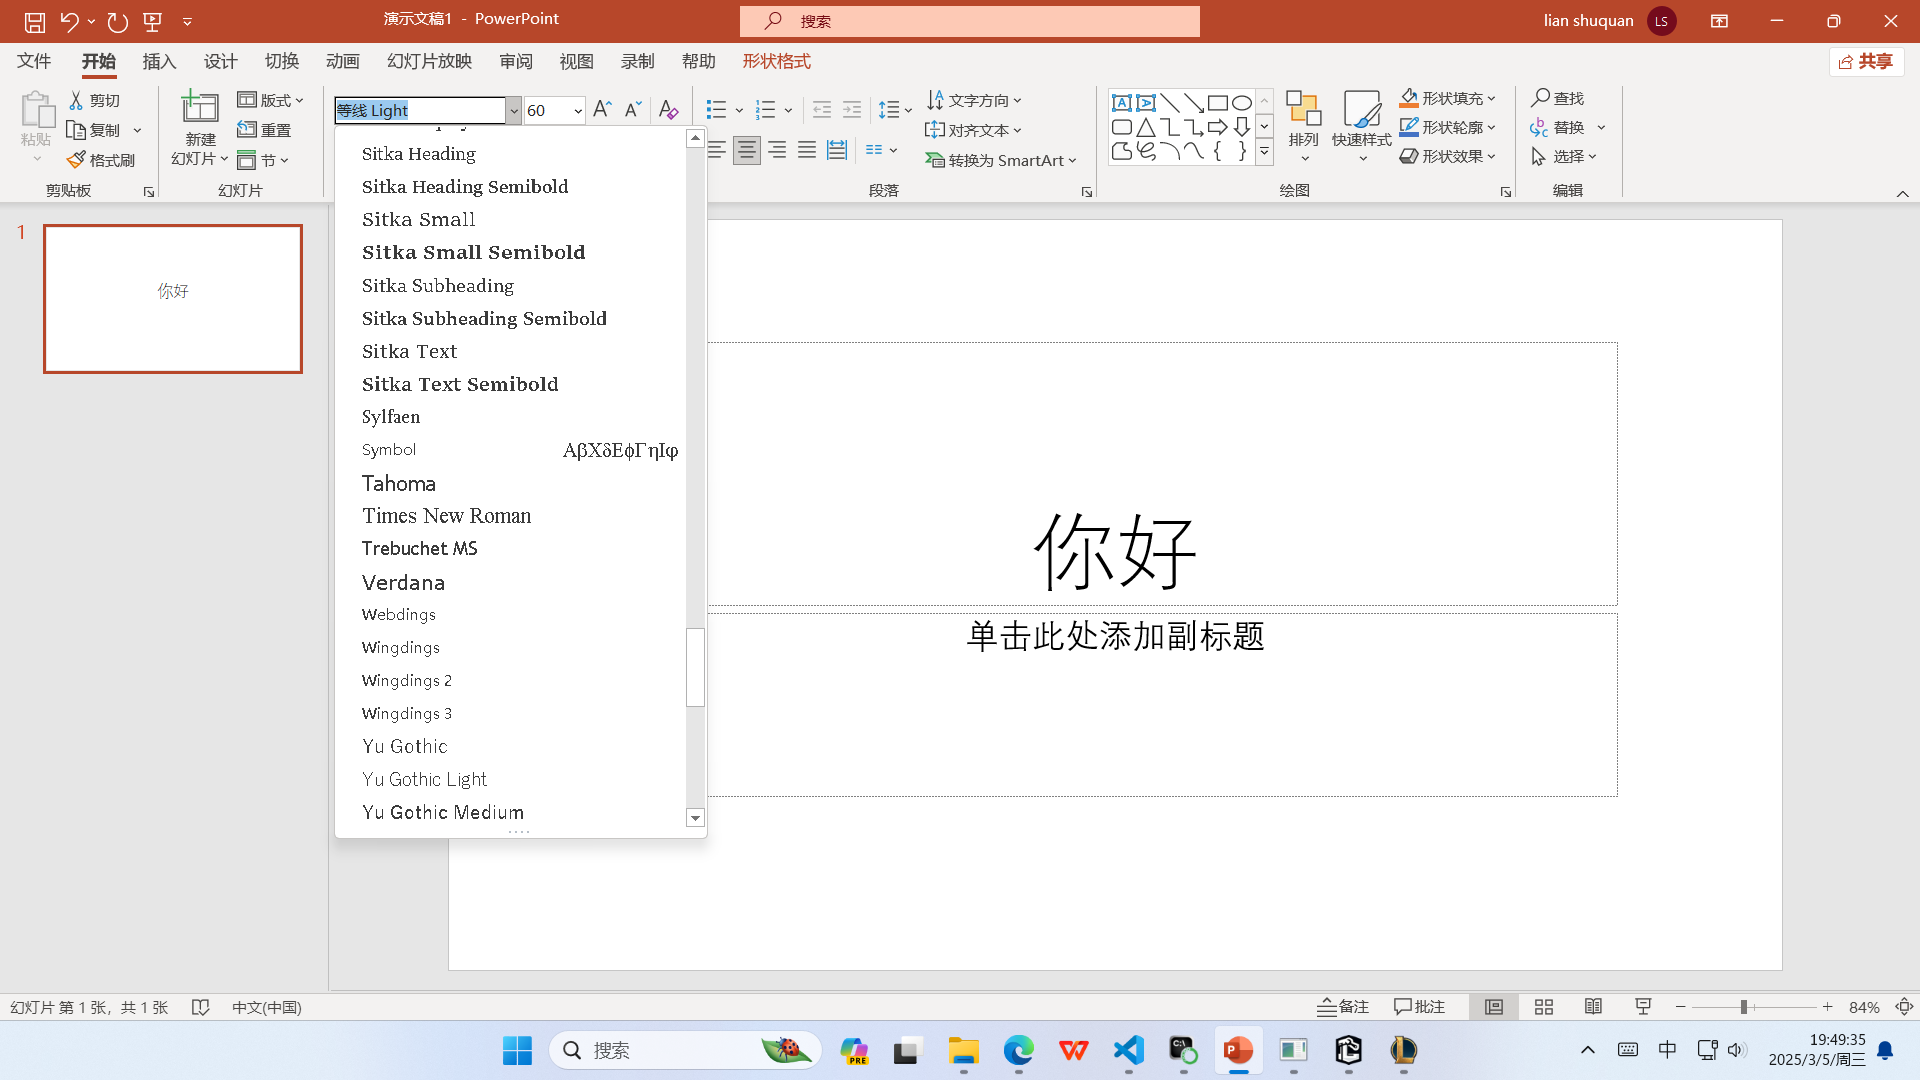 演示文稿1 - PowerPoint
搜索
lian shuquan
LS
文件 开始 插入 设计 切换 动画 幻灯片放映 审阅 视图 录制 帮助 形状格式
共享
粘贴
剪切
复制
格式刷
剪贴板
新建
幻灯片
版式
重置
节
幻灯片
等线 Light
60
文字方向
对齐文本
转换为 SmartArt
段落
排列
快速样式
形状填充
形状轮廓
形状效果
绘图
查找
替换
选择
编辑
Sitka Heading
Sitka Heading Semibold
Sitka Small
Sitka Small Semibold
Sitka Subheading
Sitka Subheading Semibold
Sitka Text
Sitka Text Semibold
Sylfaen
Symbol ΑβΧδΕϕΓηΙφ
Tahoma
Times New Roman
Trebuchet MS
Verdana
Webdings
Wingdings
Wingdings 2
Wingdings 3
Yu Gothic
Yu Gothic Light
Yu Gothic Medium
1
你好
你好
单击此处添加副标题
幻灯片 第 1 张，共 1 张
中文(中国)
备注
批注
84%
搜索
PRE
中
19:49:35
2025/3/5/周三